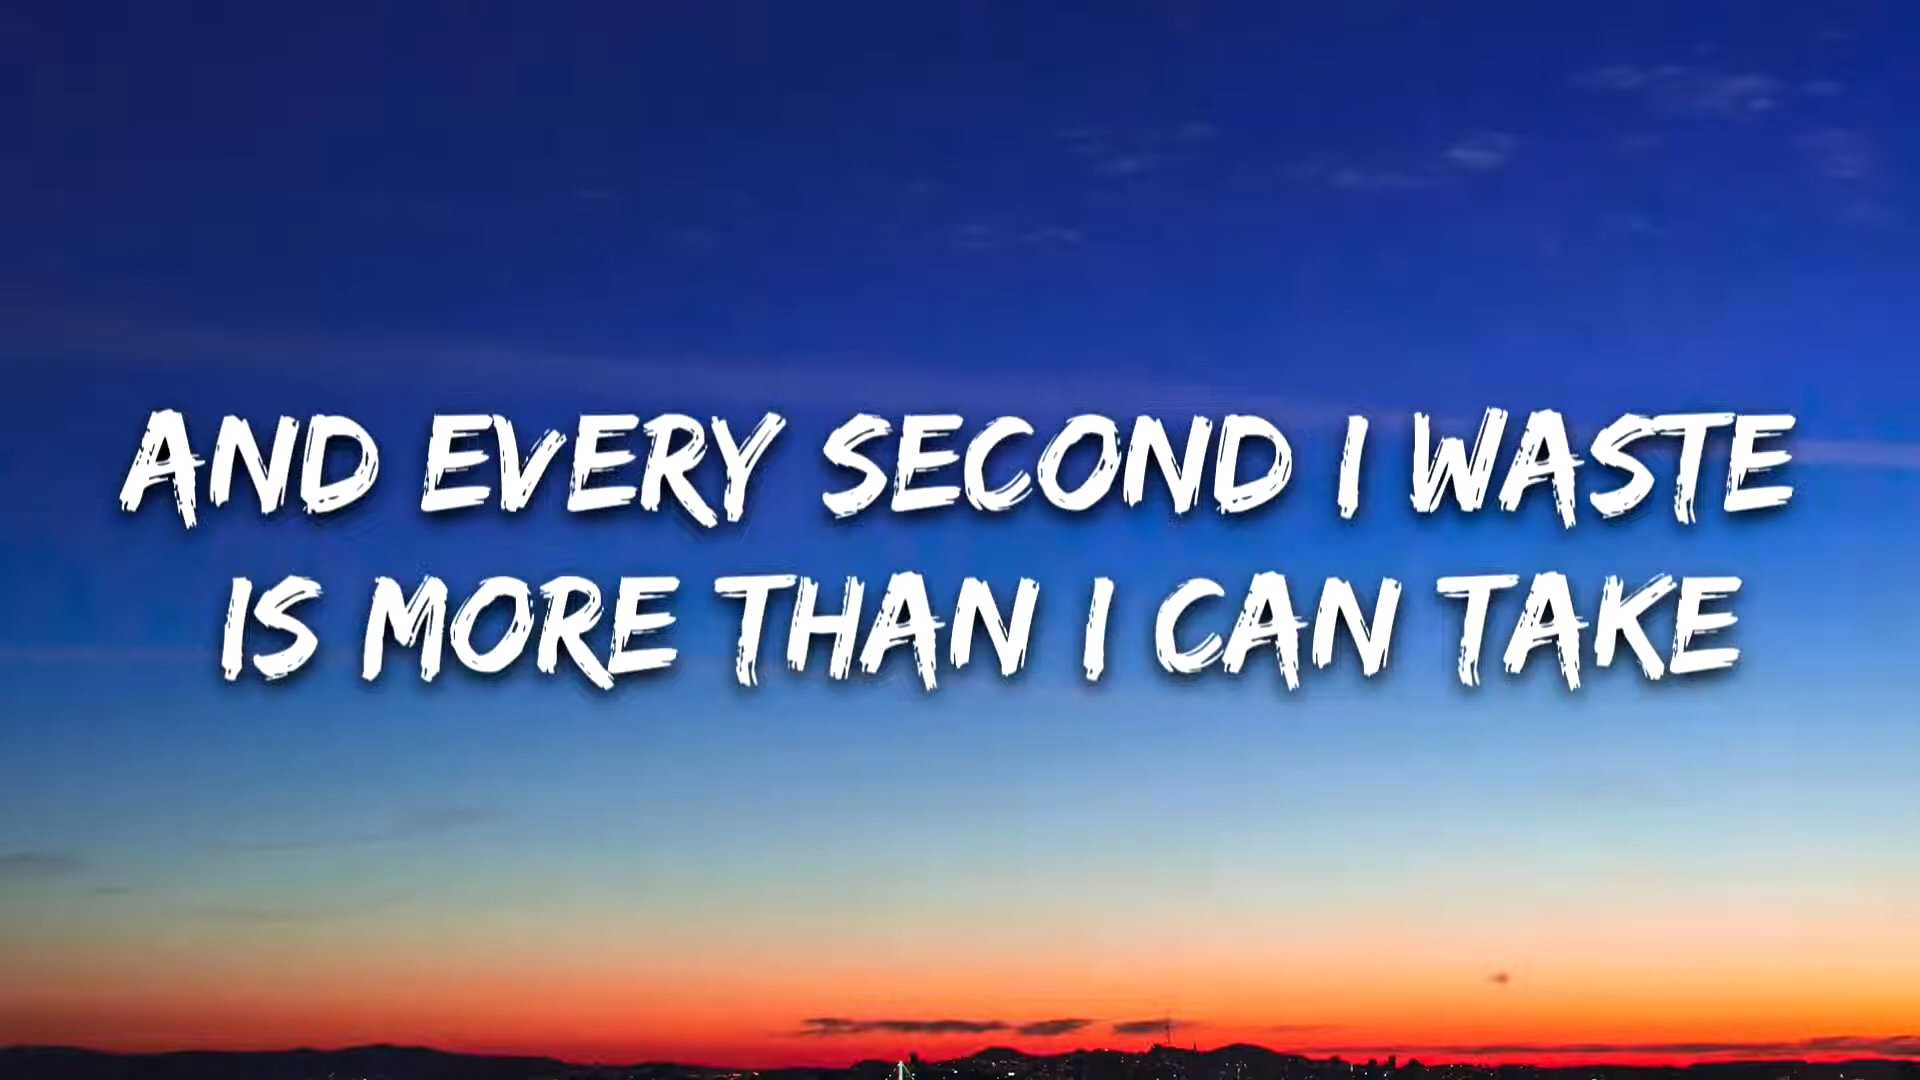 AND EVERY SECOND I WASTE
IS MORE THAN I CAN TAKE